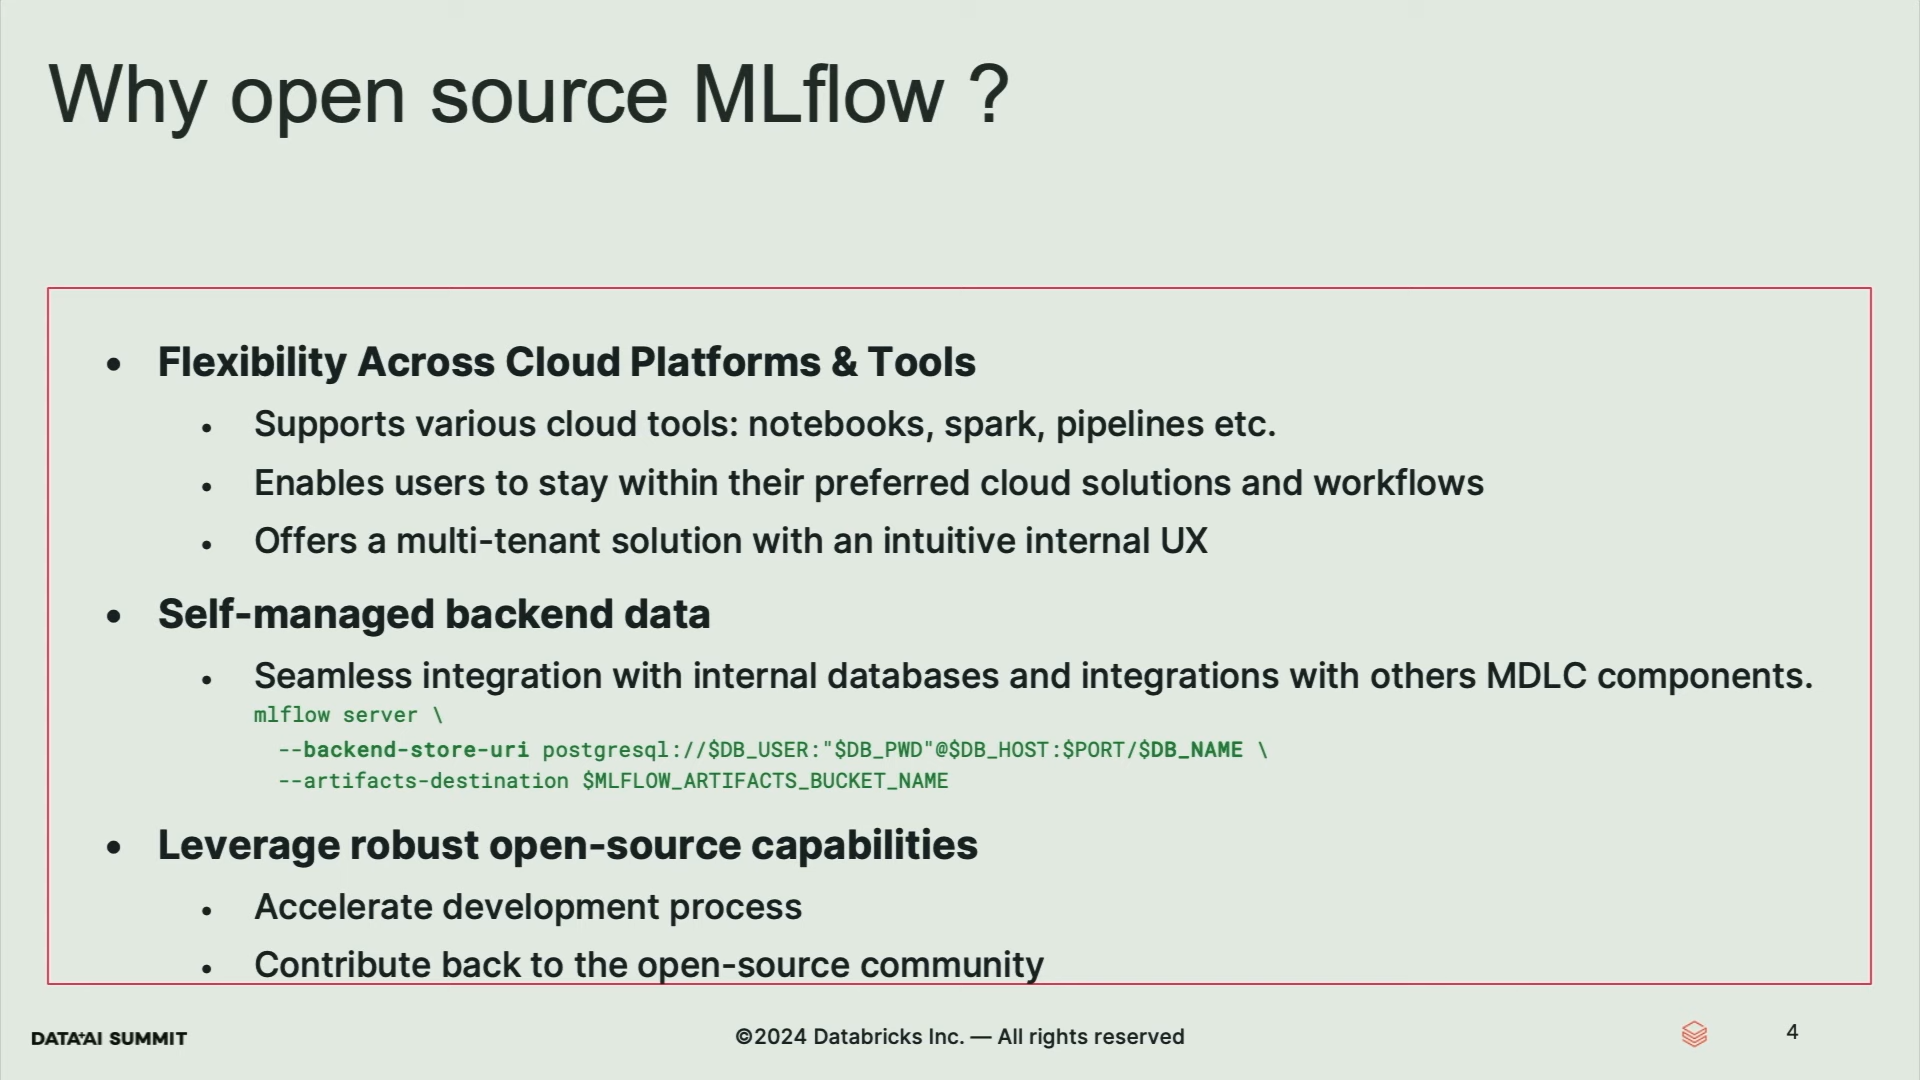 Why open source MLflow ?
• Flexibility Across Cloud Platforms & Tools
• Supports various cloud tools: notebooks, spark, pipelines etc.
• Enables users to stay within their preferred cloud solutions and workflows
• Offers a multi-tenant solution with an intuitive internal UX
• Self-managed backend data
• Seamless integration with internal databases and integrations with others MDLC components.
mlflow server \
--backend-store-uri postgresql://$DB_USER:"$DB_PWD"@$DB_HOST:$PORT/$DB_NAME \
--artifacts-destination $MLFLOW_ARTIFACTS_BUCKET_NAME
• Leverage robust open-source capabilities
• Accelerate development process
• Contribute back to the open-source community
DATA+AI SUMMIT
©2024 Databricks Inc. — All rights reserved
4